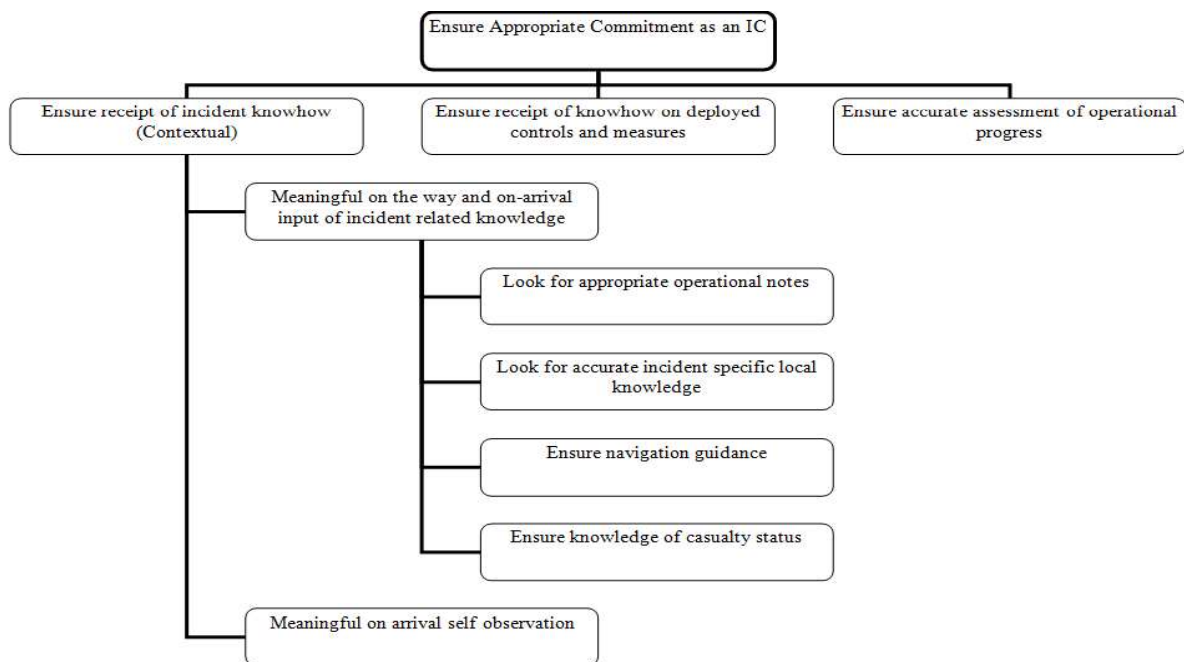 Ensure Appropriate Commitment as an IC
Ensure receipt of incident knowhow
(Contextual)
Ensure receipt of knowhow on deployed
controls and measures
Ensure accurate assessment of operational
progress
Meaningful on the way and on-arrival
input of incident related knowledge
Look for appropriate operational notes
Look for accurate incident specific local
knowledge
Ensure navigation guidance
Ensure knowledge of casualty status
Meaningful on arrival self observation